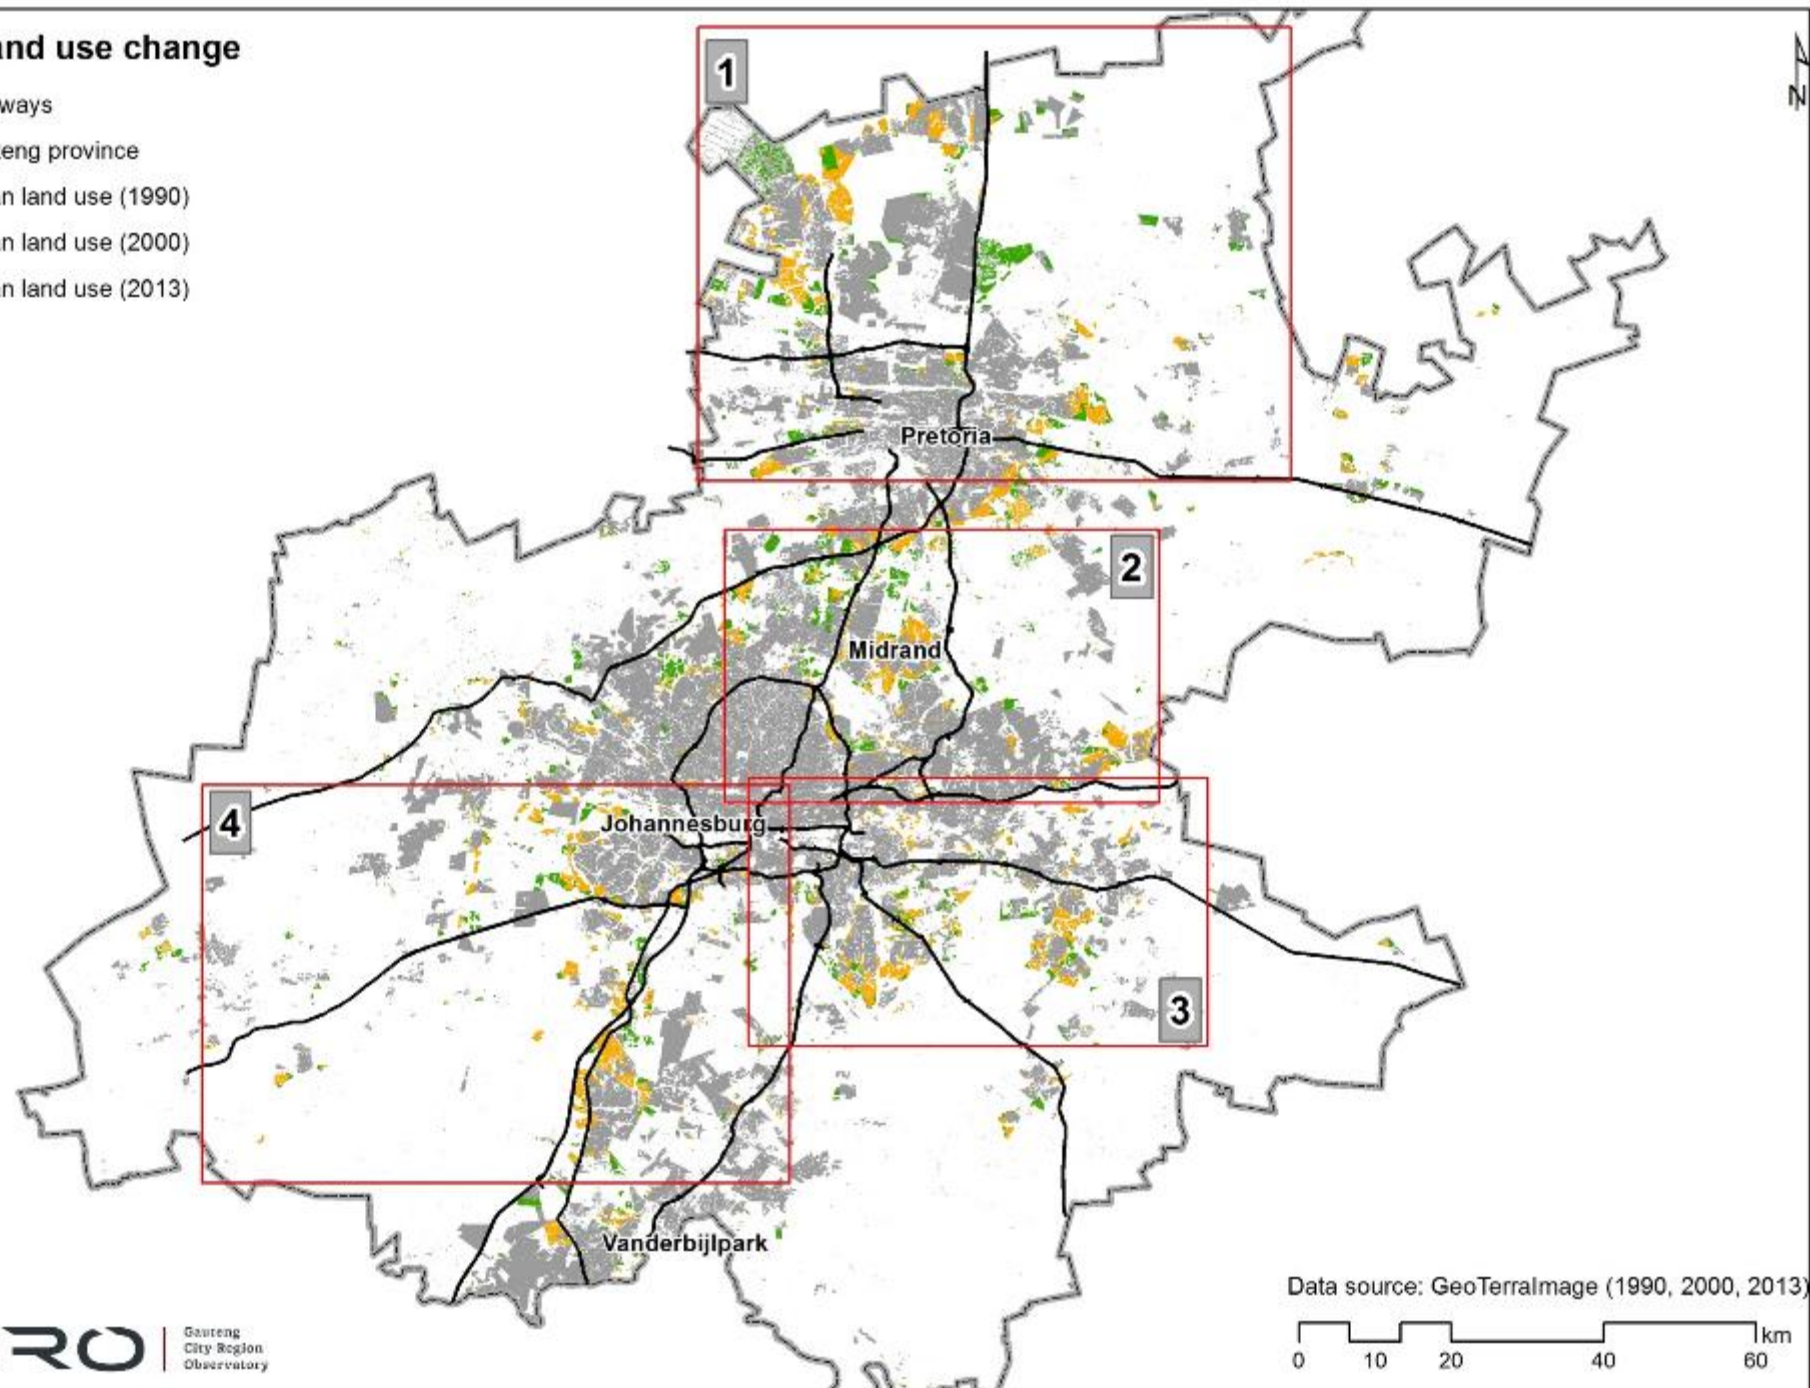 and use change
ways
eng province
n land use (1990)
n land use (2000)
n land use (2013)
1
N
Pretoria
2
Midrand
4
Johannesburg
3
Vanderbijlpark
Data source: GeoTerraImage (1990, 2000, 2013)
km
0 10 20 40 60
RO
Gauteng
City Region
Observatory